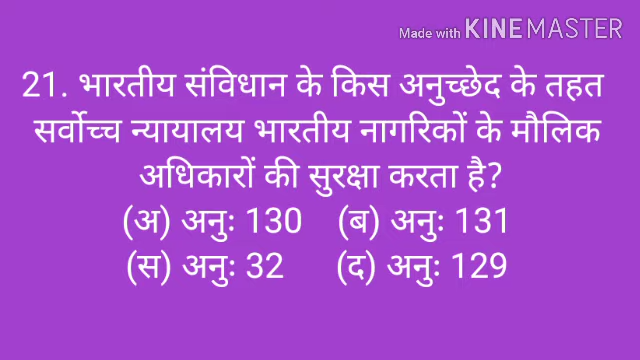 Made with KINEMASTER
21. भारतीय संविधान के किस अनुच्छेद के तहत
सर्वोच्च न्यायालय भारतीय नागरिकों के मौलिक
अधिकारों की सुरक्षा करता है?
(अ) अनुः 130 (ब) अनुः 131
(स) अनुः 32 (द) अनुः 129